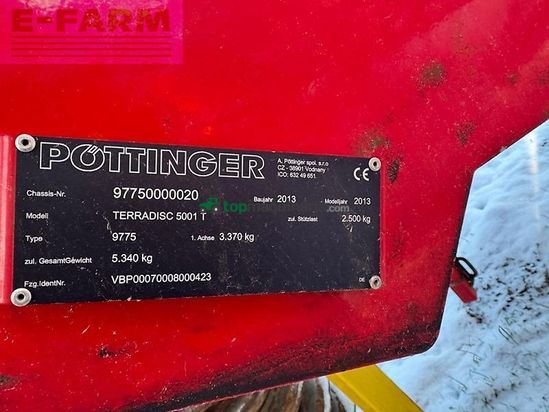 E-FARM
PÖTTINGER
A. Pöttinger spol. s.r.o
CZ - 38901 Vodnany
ICO: 632 49 651.
CE
Chassis-Nr. 97750000020 Baujahr 2013 Modelljahr 2013
Modell TERRADISC 5001 T zul. Stützlast 2.500 kg
Type 9775 1. Achse 3.370 kg
zul. GesamtGewicht 5.340 kg
Fzg.IdentNr. VBP00070008000423 DE